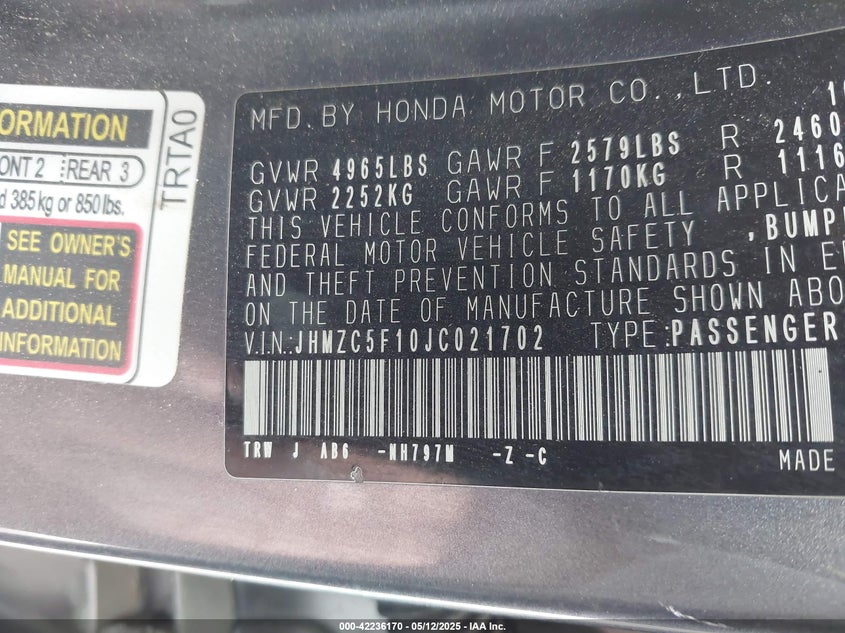 ORMATION
ONT 2 REAR 3
d 385 kg or 850 lbs.
SEE OWNER'S
MANUAL FOR
ADDITIONAL
INFORMATION
TRTA0
MFD. BY HONDA MOTOR CO., LTD. 10
GVWR 4965LBS GAWR F 2579LBS R 2460
GVWR 2252KG GAWR F 1170KG R 1116
THIS VEHICLE CONFORMS TO ALL APPLICA
FEDERAL MOTOR VEHICLE SAFETY ,BUMP
AND THEFT PREVENTION STANDARDS IN E
ON THE DATE OF MANUFACTURE SHOWN ABO
V.I.N.:JHMZC5F10JC021702 TYPE:PASSENGER
TRW J AB6 -NH797M -Z -C
MADE
000-42236170 — 05/12/2025 — IAA Inc.